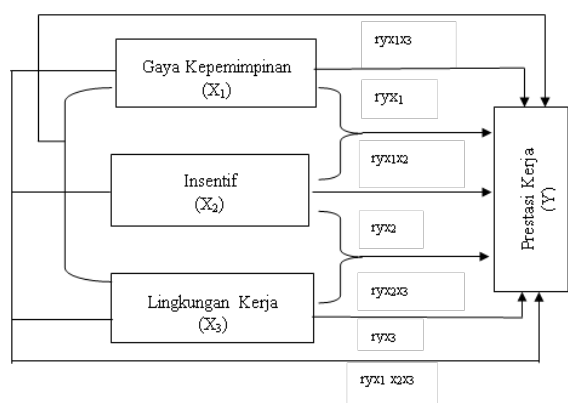 ryx1x3
Gaya Kepemimpinan
(X1)
ryx1
ryx1x2
Insentif
(X2)
Prestasi Kerja
(Y)
ryx2
ryx2x3
Lingkungan Kerja
(X3)
ryx3
ryx1 x2x3